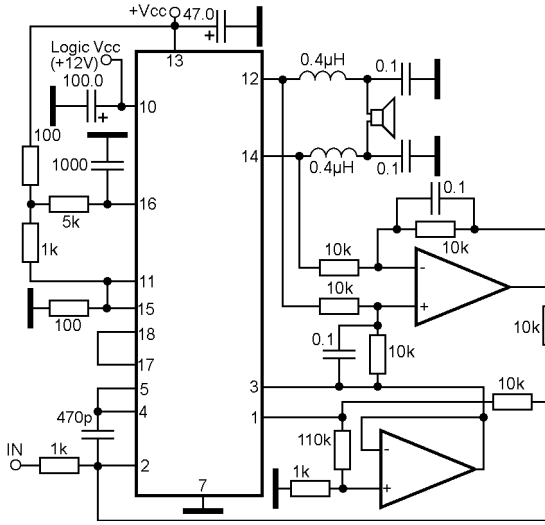 +Vcc 47.0
+
13
Logic Vcc
(+12V)
100.0
+
10
12
0.4µH
0.1
100
1000
14
0.4µH
0.1
0.1
5k
16
10k
1k
10k
-
11
10k
+
15
100
18
0.1
10k
10k
17
5
3
10k
470p
4
1
110k
-
IN
1k
2
1k
+
7